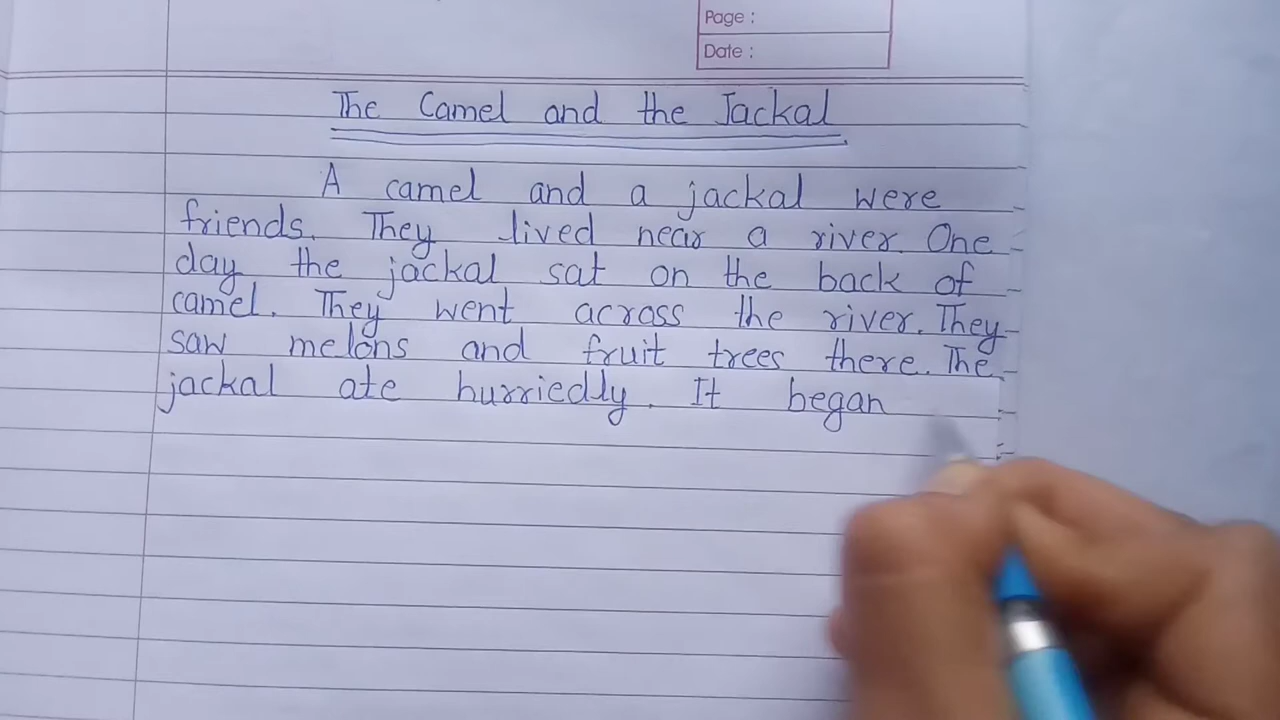 Page :
Date :
The Camel and the Jackal
A camel and a jackal were
friends. They lived near a river. One
day the jackal sat on the back of
camel. They went across the river. They
saw melons and fruit trees there. The
jackal ate hurriedly. It began